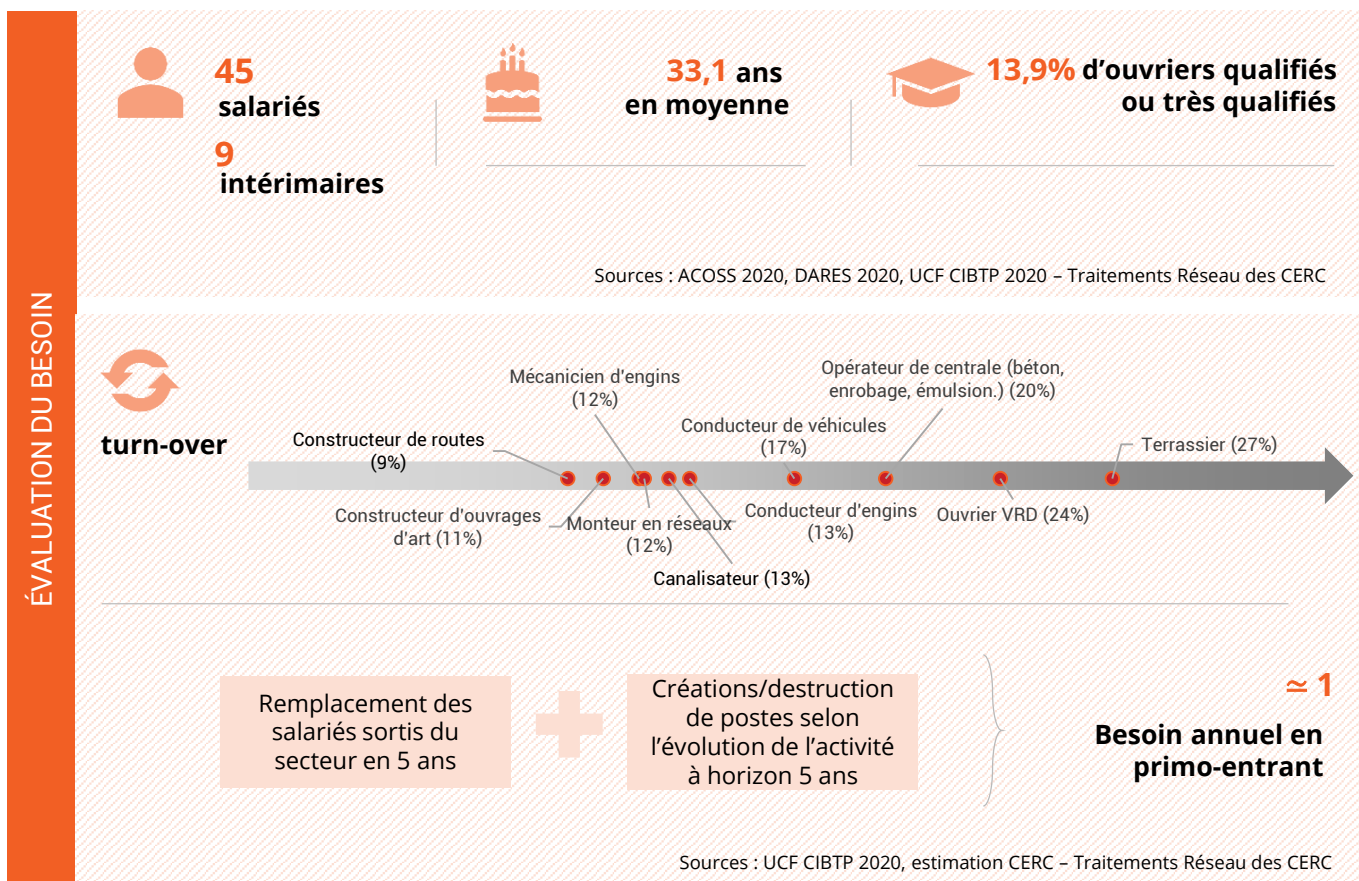 ÉVALUATION DU BESOIN
45
salariés
9
intérimaires
33,1 ans
en moyenne
13,9% d'ouvriers qualifiés
ou très qualifiés
Sources : ACOSS 2020, DARES 2020, UCF CIBTP 2020 – Traitements Réseau des CERC
turn-over
Constructeur de routes
(9%)
Constructeur d'ouvrages
d'art (11%)
Mécanicien d'engins
(12%)
Monteur en réseaux
(12%)
Canalisateur (13%)
Conducteur d'engins
(13%)
Conducteur de véhicules
(17%)
Opérateur de centrale (béton,
enrobage, émulsion.) (20%)
Ouvrier VRD (24%)
Terrassier (27%)
Remplacement des
salariés sortis du
secteur en 5 ans
Créations/destruction
de postes selon
l'évolution de l'activité
à horizon 5 ans
≃ 1
Besoin annuel en
primo-entrant
Sources : UCF CIBTP 2020, estimation CERC – Traitements Réseau des CERC